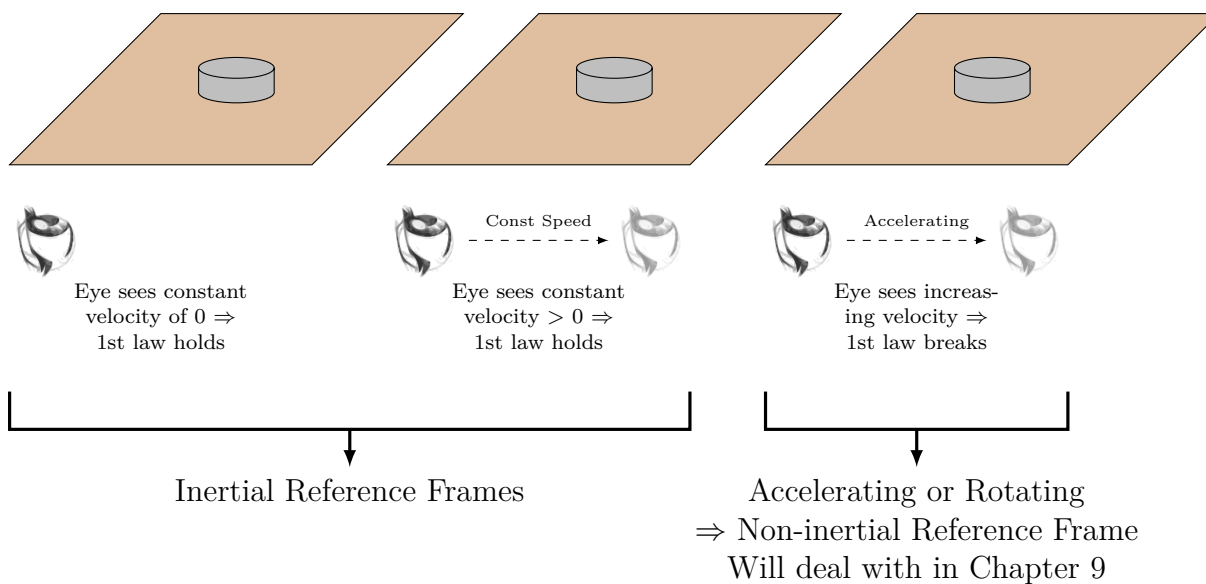 Const Speed
Accelerating
Eye sees constant
velocity of 0 ⇒
1st law holds
Eye sees constant
velocity > 0 ⇒
1st law holds
Eye sees increas-
ing velocity ⇒
1st law breaks
Inertial Reference Frames
Accelerating or Rotating
⇒ Non-inertial Reference Frame
Will deal with in Chapter 9